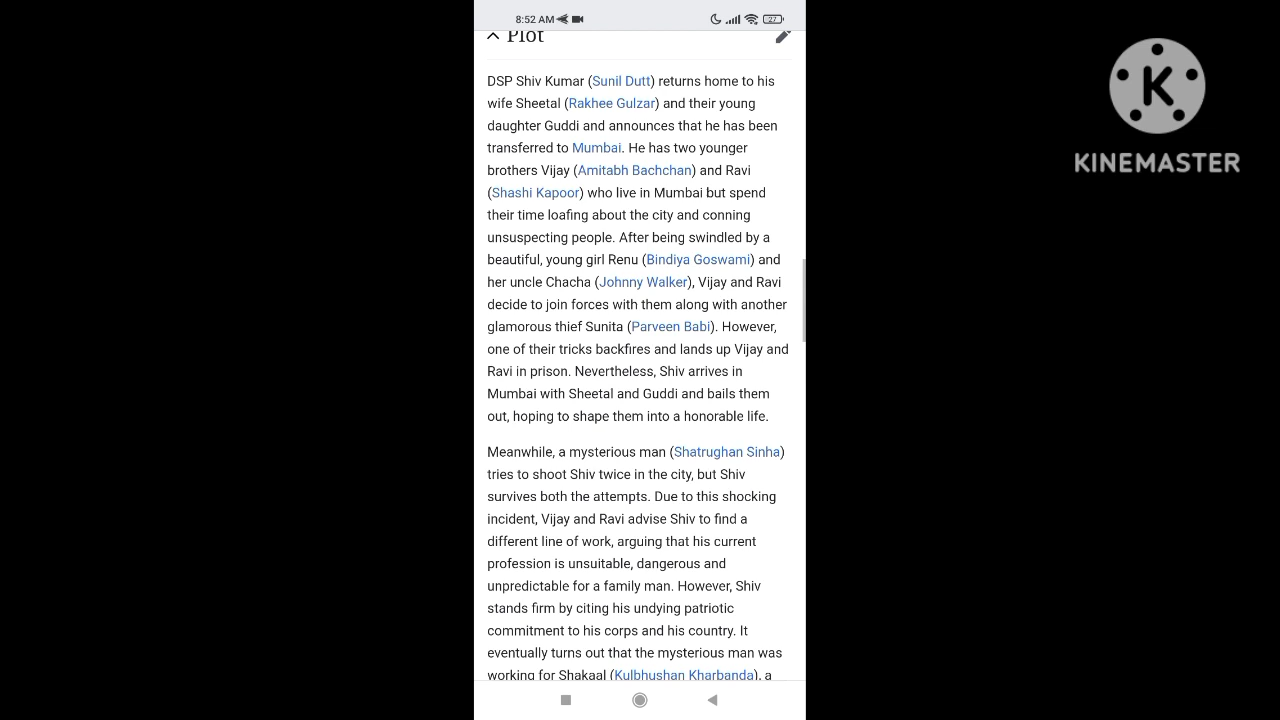 8:52 AM
27
Plot
DSP Shiv Kumar (Sunil Dutt) returns home to his
wife Sheetal (Rakhee Gulzar) and their young
daughter Guddi and announces that he has been
transferred to Mumbai. He has two younger
brothers Vijay (Amitabh Bachchan) and Ravi
(Shashi Kapoor) who live in Mumbai but spend
their time loafing about the city and conning
unsuspecting people. After being swindled by a
beautiful, young girl Renu (Bindiya Goswami) and
her uncle Chacha (Johnny Walker), Vijay and Ravi
decide to join forces with them along with another
glamorous thief Sunita (Parveen Babi). However,
one of their tricks backfires and lands up Vijay and
Ravi in prison. Nevertheless, Shiv arrives in
Mumbai with Sheetal and Guddi and bails them
out, hoping to shape them into a honorable life.
Meanwhile, a mysterious man (Shatrughan Sinha)
tries to shoot Shiv twice in the city, but Shiv
survives both the attempts. Due to this shocking
incident, Vijay and Ravi advise Shiv to find a
different line of work, arguing that his current
profession is unsuitable, dangerous and
unpredictable for a family man. However, Shiv
stands firm by citing his undying patriotic
commitment to his corps and his country. It
eventually turns out that the mysterious man was
working for Shakaal (Kulbhushan Kharbanda), a
K
KINEMASTER